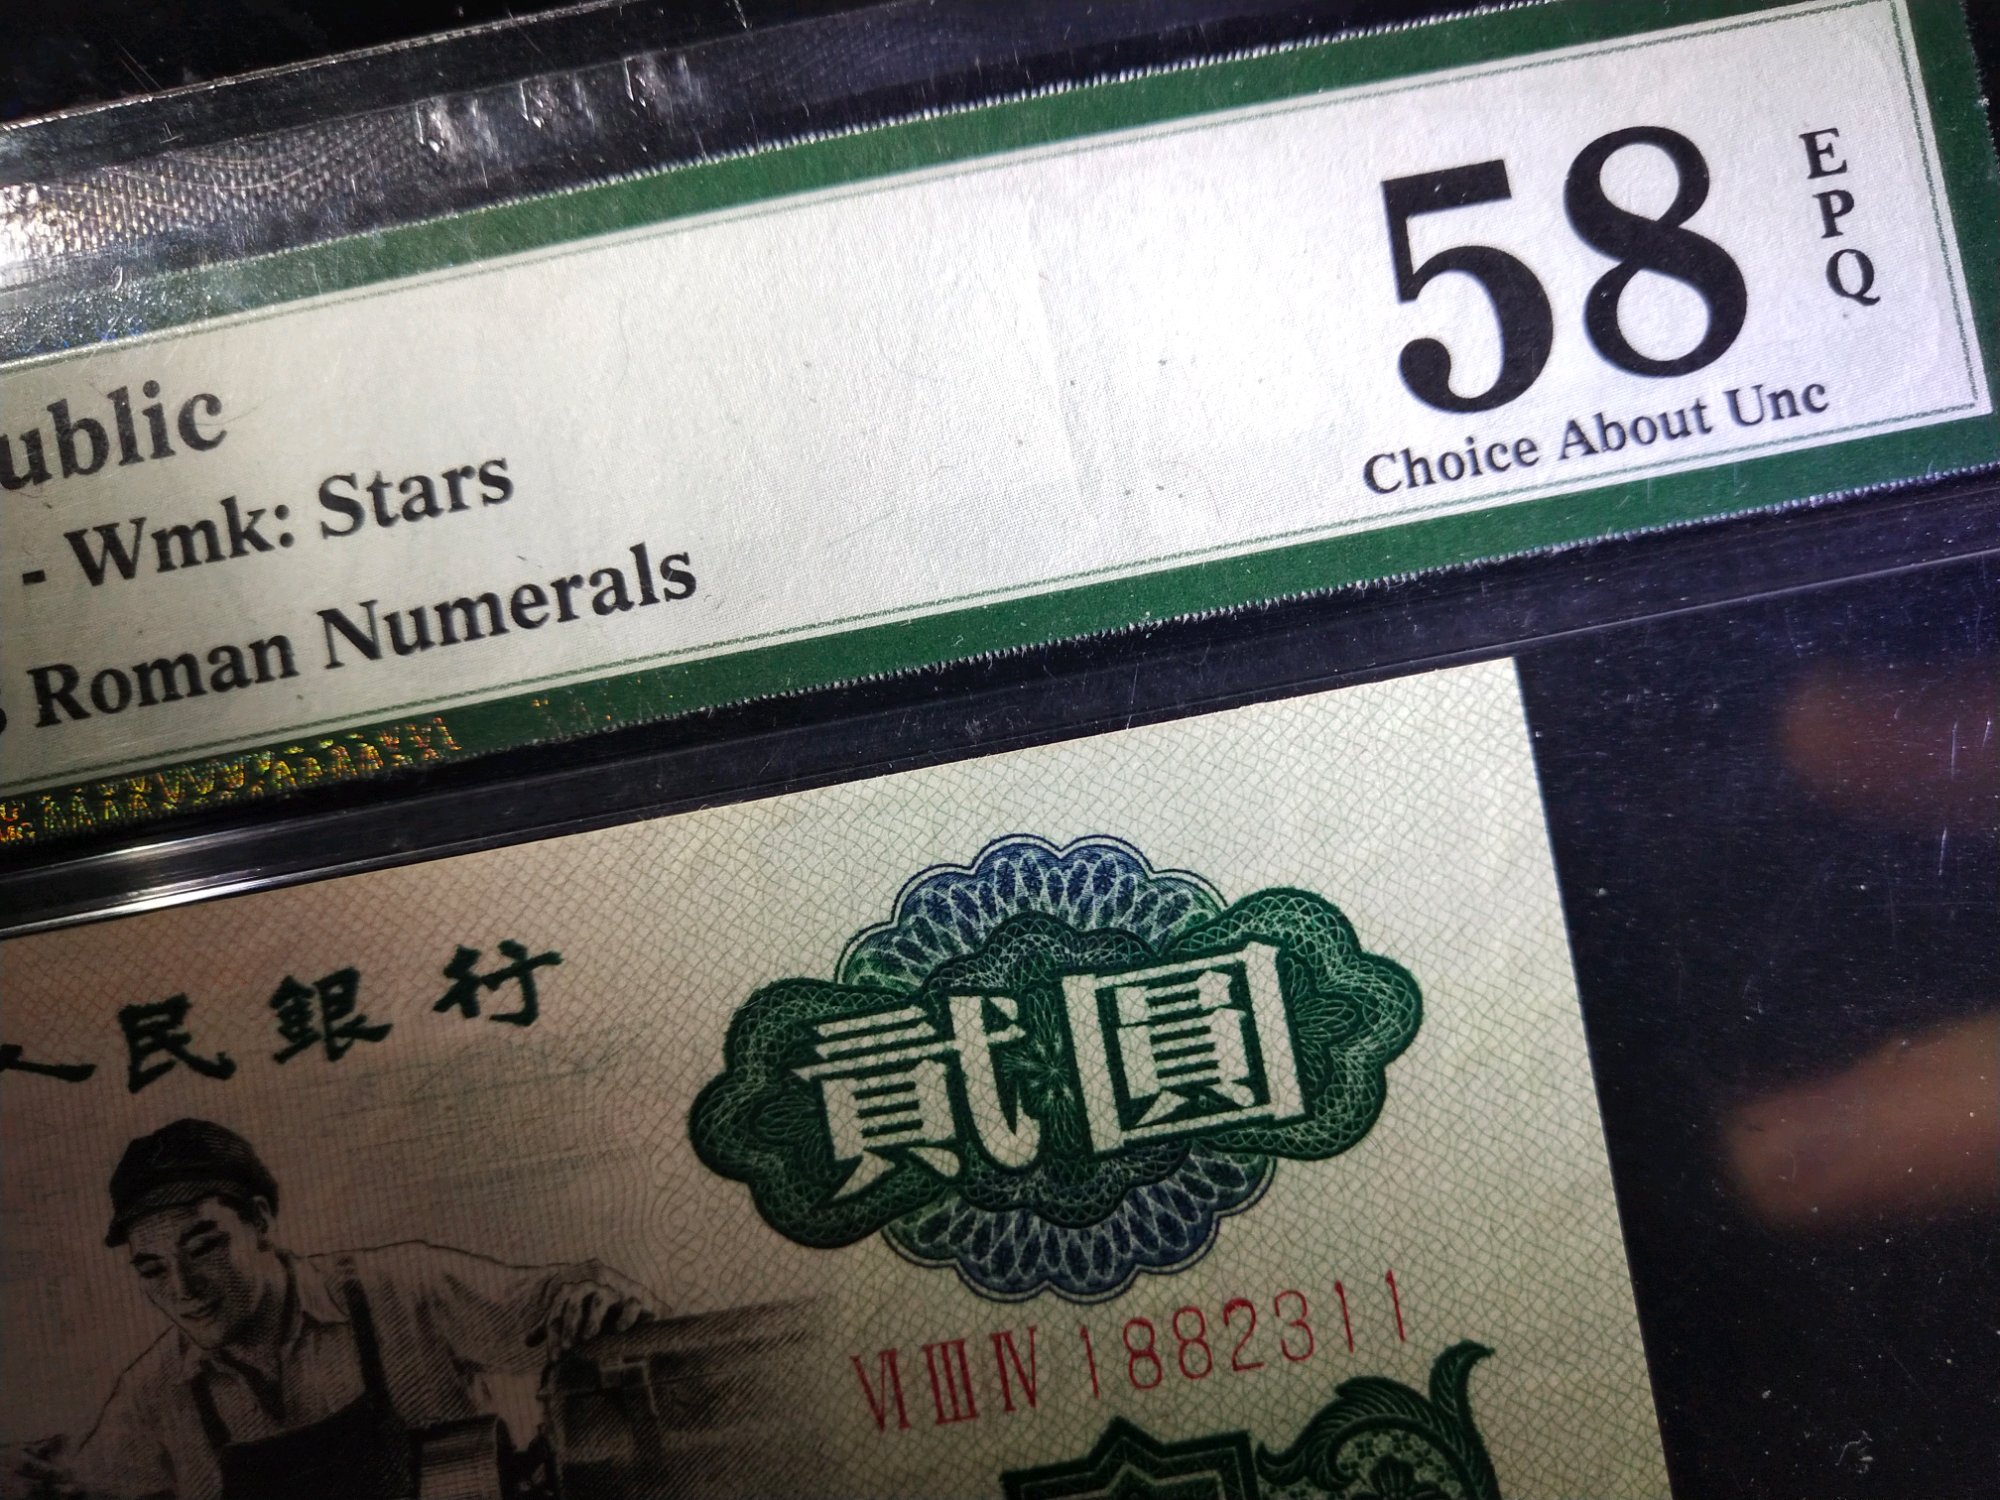 ublic
- Wmk: Stars
Roman Numerals
58
EPQ
Choice About Unc
人民銀行
貳圓
VI III IV 1882311